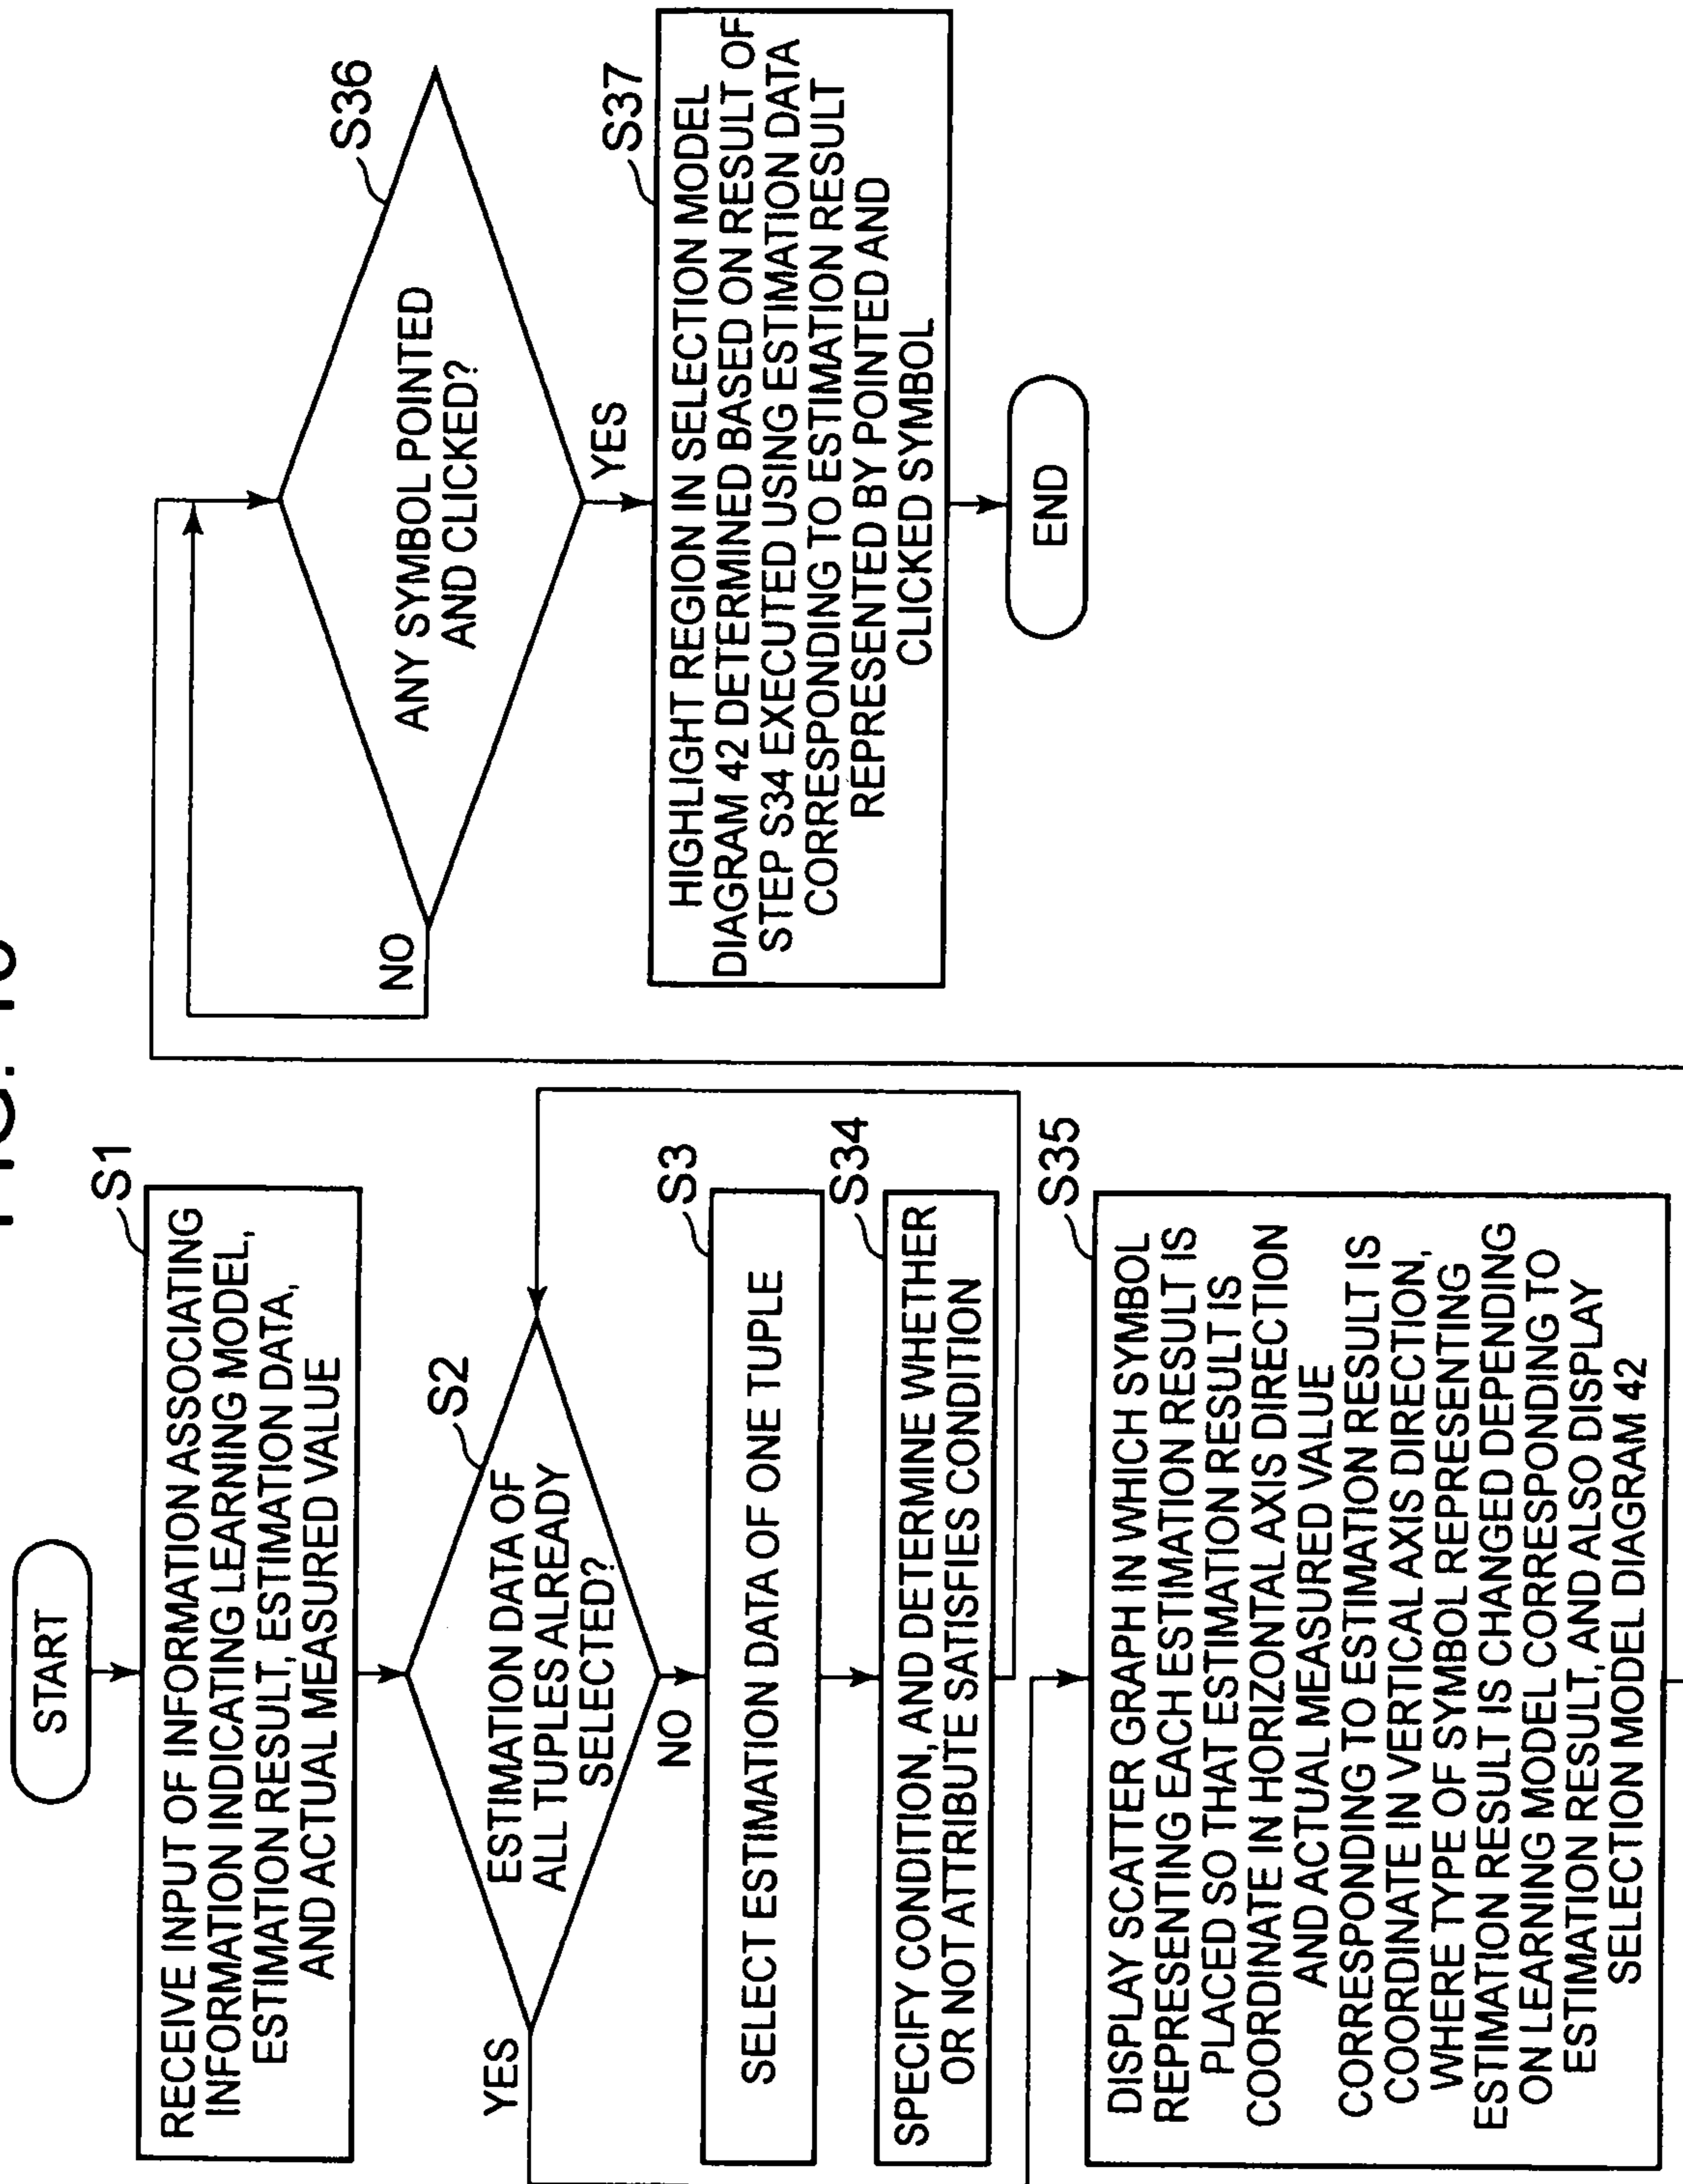 FIG.
START
S1
RECEIVE INPUT OF INFORMATION ASSOCIATING
INFORMATION INDICATING LEARNING MODEL,
ESTIMATION RESULT, ESTIMATION DATA,
AND ACTUAL MEASURED VALUE
S2
ESTIMATION DATA OF
ALL TUPLES ALREADY
SELECTED?
YES
NO
S3
SELECT ESTIMATION DATA OF ONE TUPLE
S34
SPECIFY CONDITION, AND DETERMINE WHETHER
OR NOT ATTRIBUTE SATISFIES CONDITION
S35
DISPLAY SCATTER GRAPH IN WHICH SYMBOL
REPRESENTING EACH ESTIMATION RESULT IS
PLACED SO THAT ESTIMATION RESULT IS
COORDINATE IN HORIZONTAL AXIS DIRECTION
AND ACTUAL MEASURED VALUE
CORRESPONDING TO ESTIMATION RESULT IS
COORDINATE IN VERTICAL AXIS DIRECTION,
WHERE TYPE OF SYMBOL REPRESENTING
ESTIMATION RESULT IS CHANGED DEPENDING
ON LEARNING MODEL CORRESPONDING TO
ESTIMATION RESULT, AND ALSO DISPLAY
SELECTION MODEL DIAGRAM 42
S36
ANY SYMBOL POINTED
AND CLICKED?
NO
YES
S37
HIGHLIGHT REGION IN SELECTION MODEL
DIAGRAM 42 DETERMINED BASED ON RESULT OF
STEP S34 EXECUTED USING ESTIMATION DATA
CORRESPONDING TO ESTIMATION RESULT
REPRESENTED BY POINTED AND
CLICKED SYMBOL
END